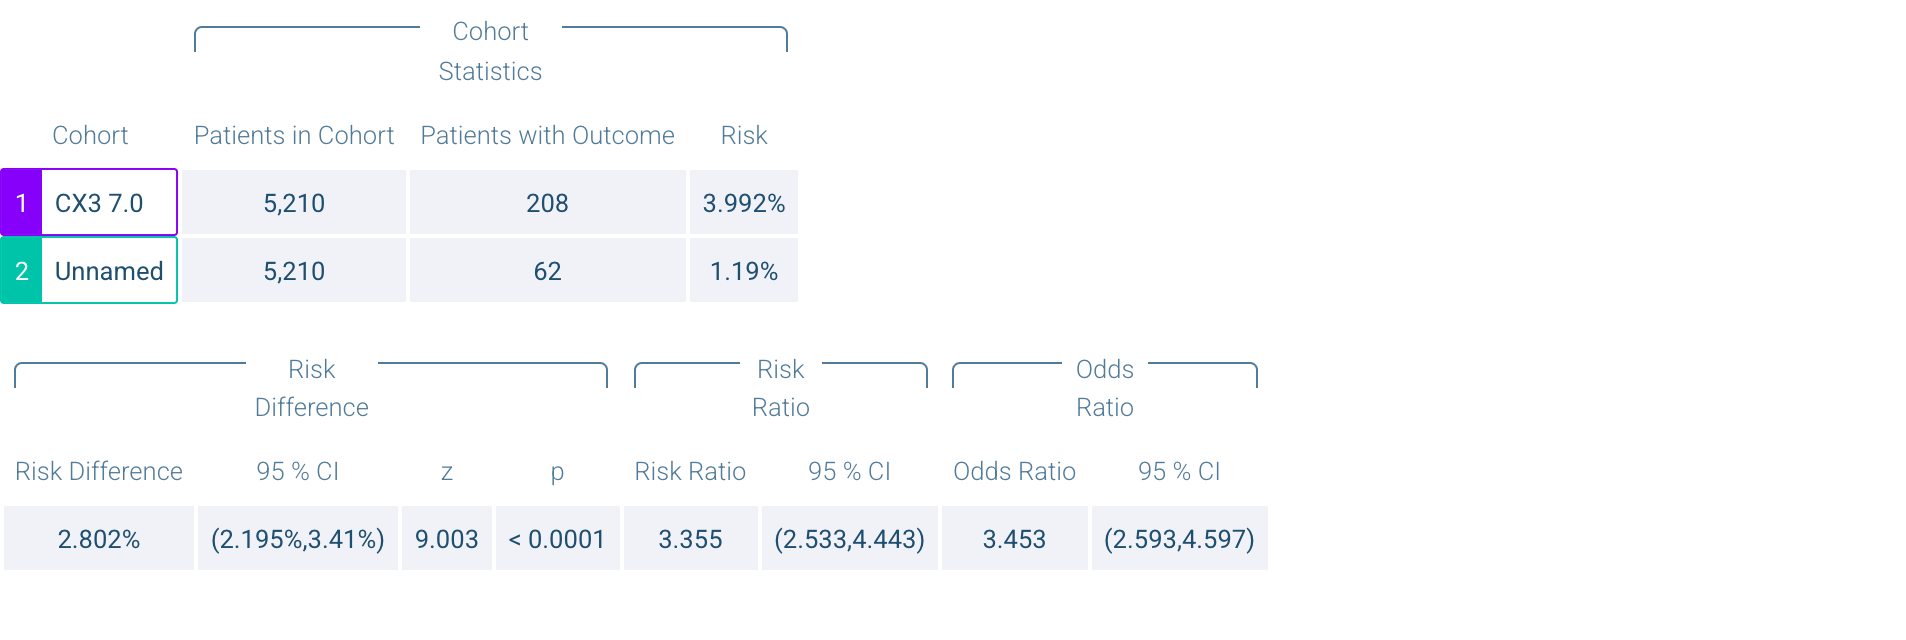 Cohort
Statistics
Cohort Patients in Cohort Patients with Outcome Risk
1 CX3 7.0 5,210 208 3.992%
2 Unnamed 5,210 62 1.19%
Risk Risk Odds
Difference Ratio Ratio
Risk Difference 95 % CI z p Risk Ratio 95 % CI Odds Ratio 95 % CI
2.802% (2.195%,3.41%) 9.003 < 0.0001 3.355 (2.533,4.443) 3.453 (2.593,4.597)